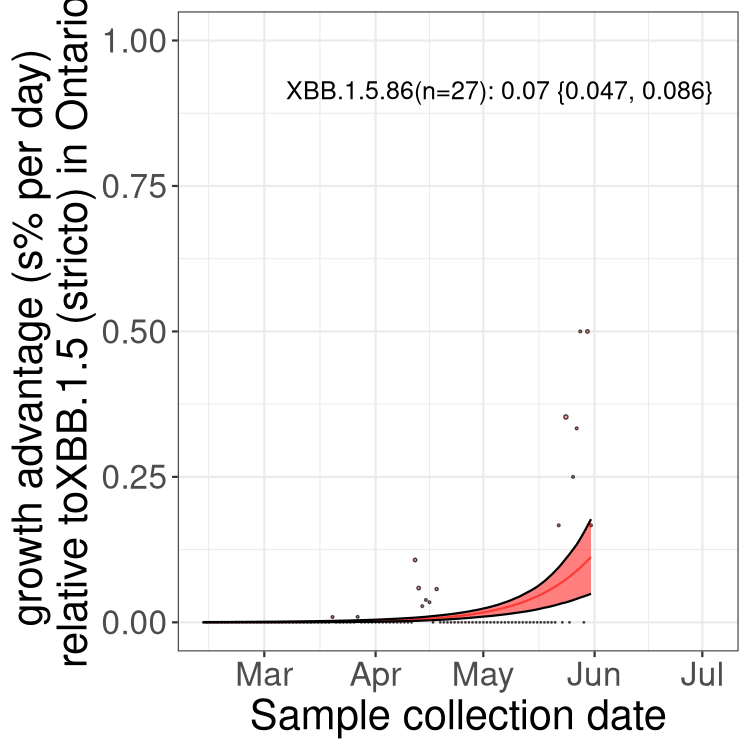 growth advantage (s% per day)
relative toXBB.1.5 (stricto) in Ontario
1.00
0.75
0.50
0.25
0.00
XBB.1.5.86(n=27): 0.07 {0.047, 0.086}
Mar Apr May Jun Jul
Sample collection date